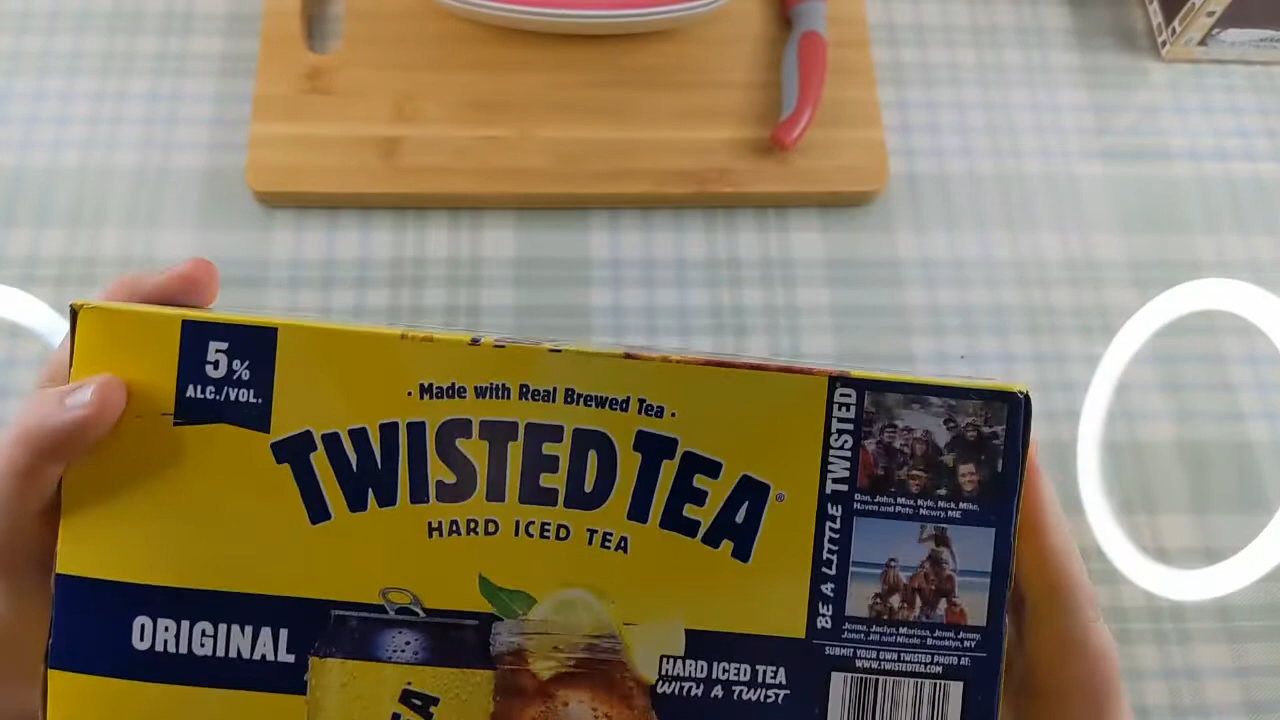 5%
ALC./VOL.
· Made with Real Brewed Tea ·
TWISTED TEA®
HARD ICED TEA
ORIGINAL
HARD ICED TEA
WITH A TWIST
BE A LITTLE TWISTED
Dan, John, Max, Kyle, Nick, Mike,
Haven and Pete - Newry, ME
Jenna, Jaclyn, Marissa, Jenni, Jenny,
Janet, Jill and Nicole - Brooklyn, NY
SUBMIT YOUR OWN TWISTED PHOTO AT:
WWW.TWISTEDTEA.COM
EA